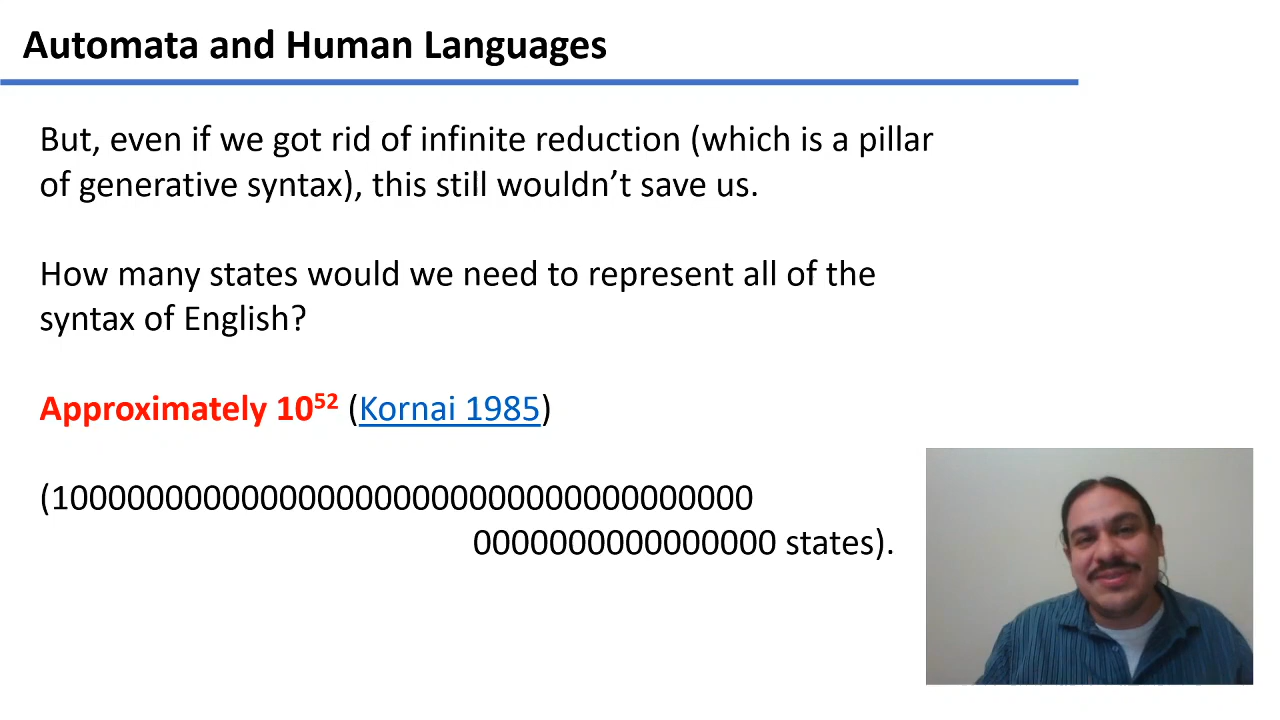 Automata and Human Languages
But, even if we got rid of infinite reduction (which is a pillar
of generative syntax), this still wouldn’t save us.
How many states would we need to represent all of the
syntax of English?
Approximately 10⁵² (Kornai 1985)
(1000000000000000000000000000000000000
0000000000000000 states).